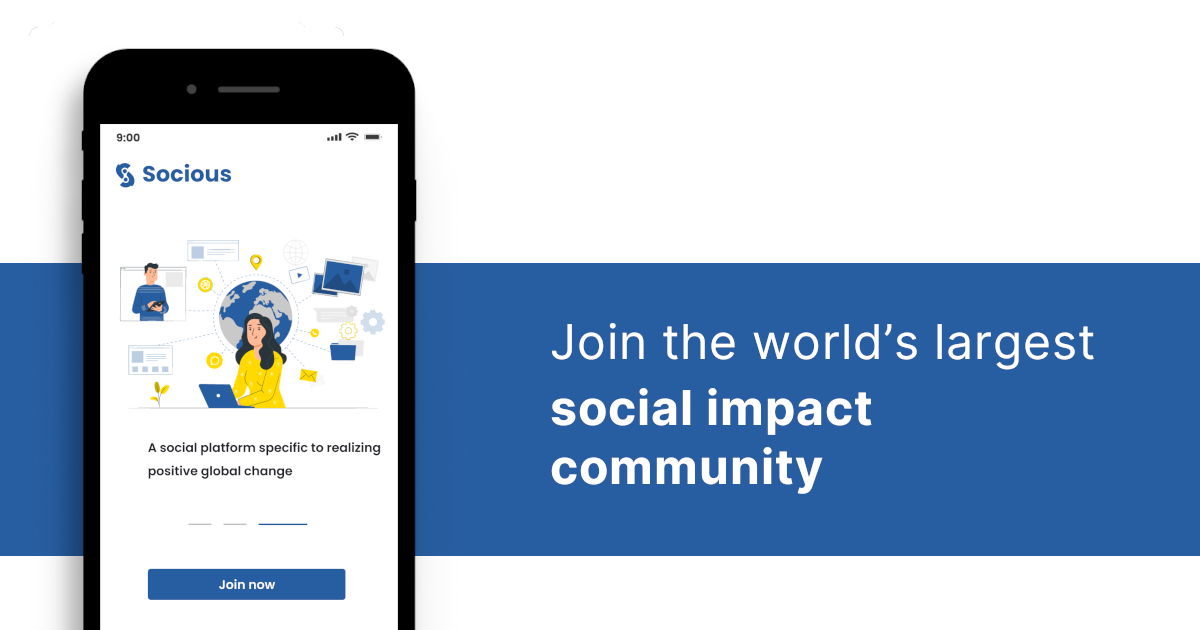 9:00
Socious
A social platform specific to realizing
positive global change
Join now
Join the world’s largest
social impact
community